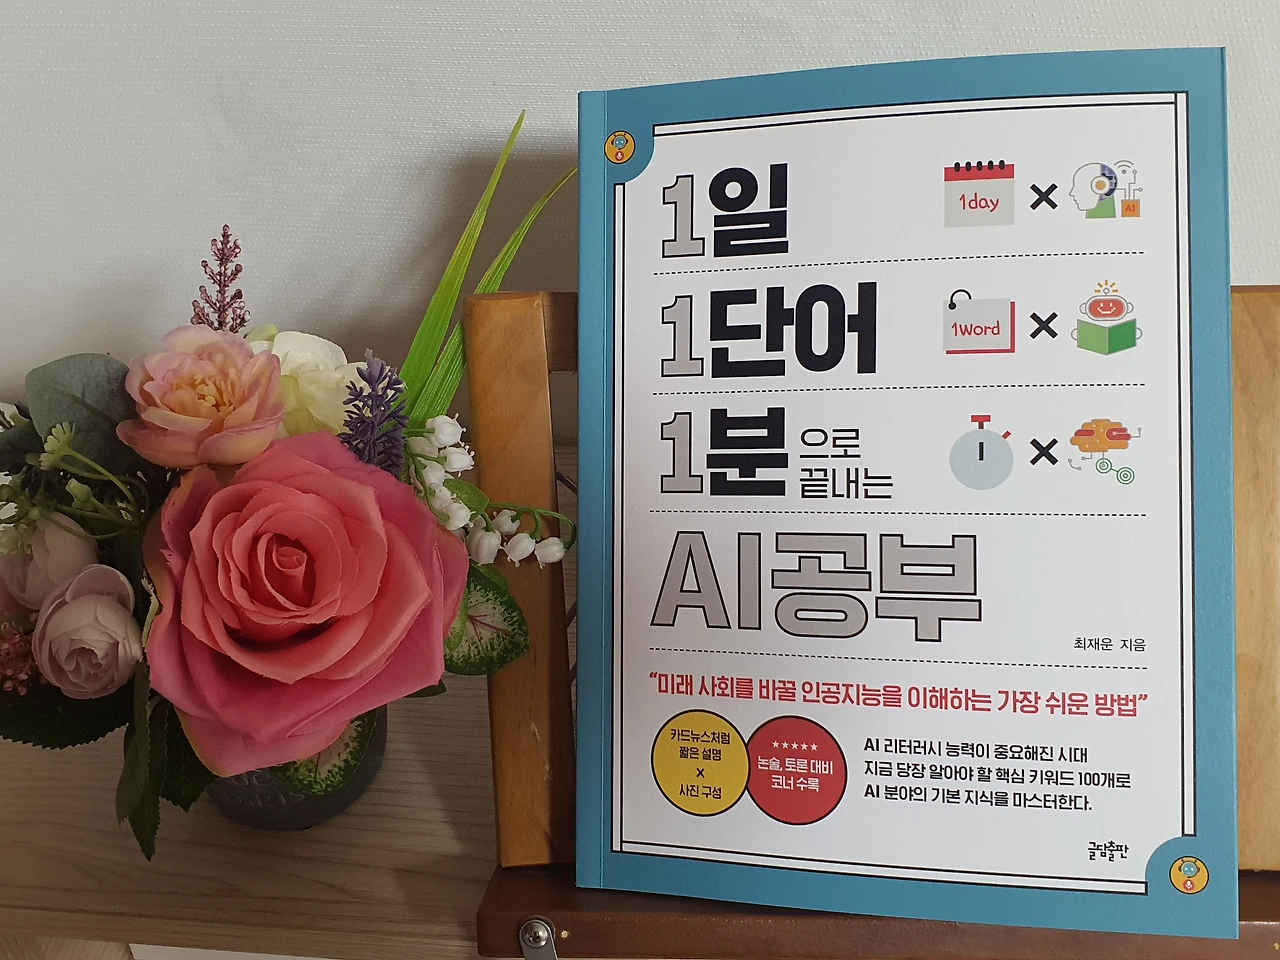 1일
1day
AI
1단어
1word
1분으로
끝내는
AI공부
최재운 지음
“미래 사회를 바꿀 인공지능을 이해하는 가장 쉬운 방법”
카드뉴스처럼
짧은 설명
×
사진 구성
★★★★★
논술, 토론 대비
코너 수록
AI 리터러시 능력이 중요해진 시대
지금 당장 알아야 할 핵심 키워드 100개로
AI 분야의 기본 지식을 마스터한다.
글담출판